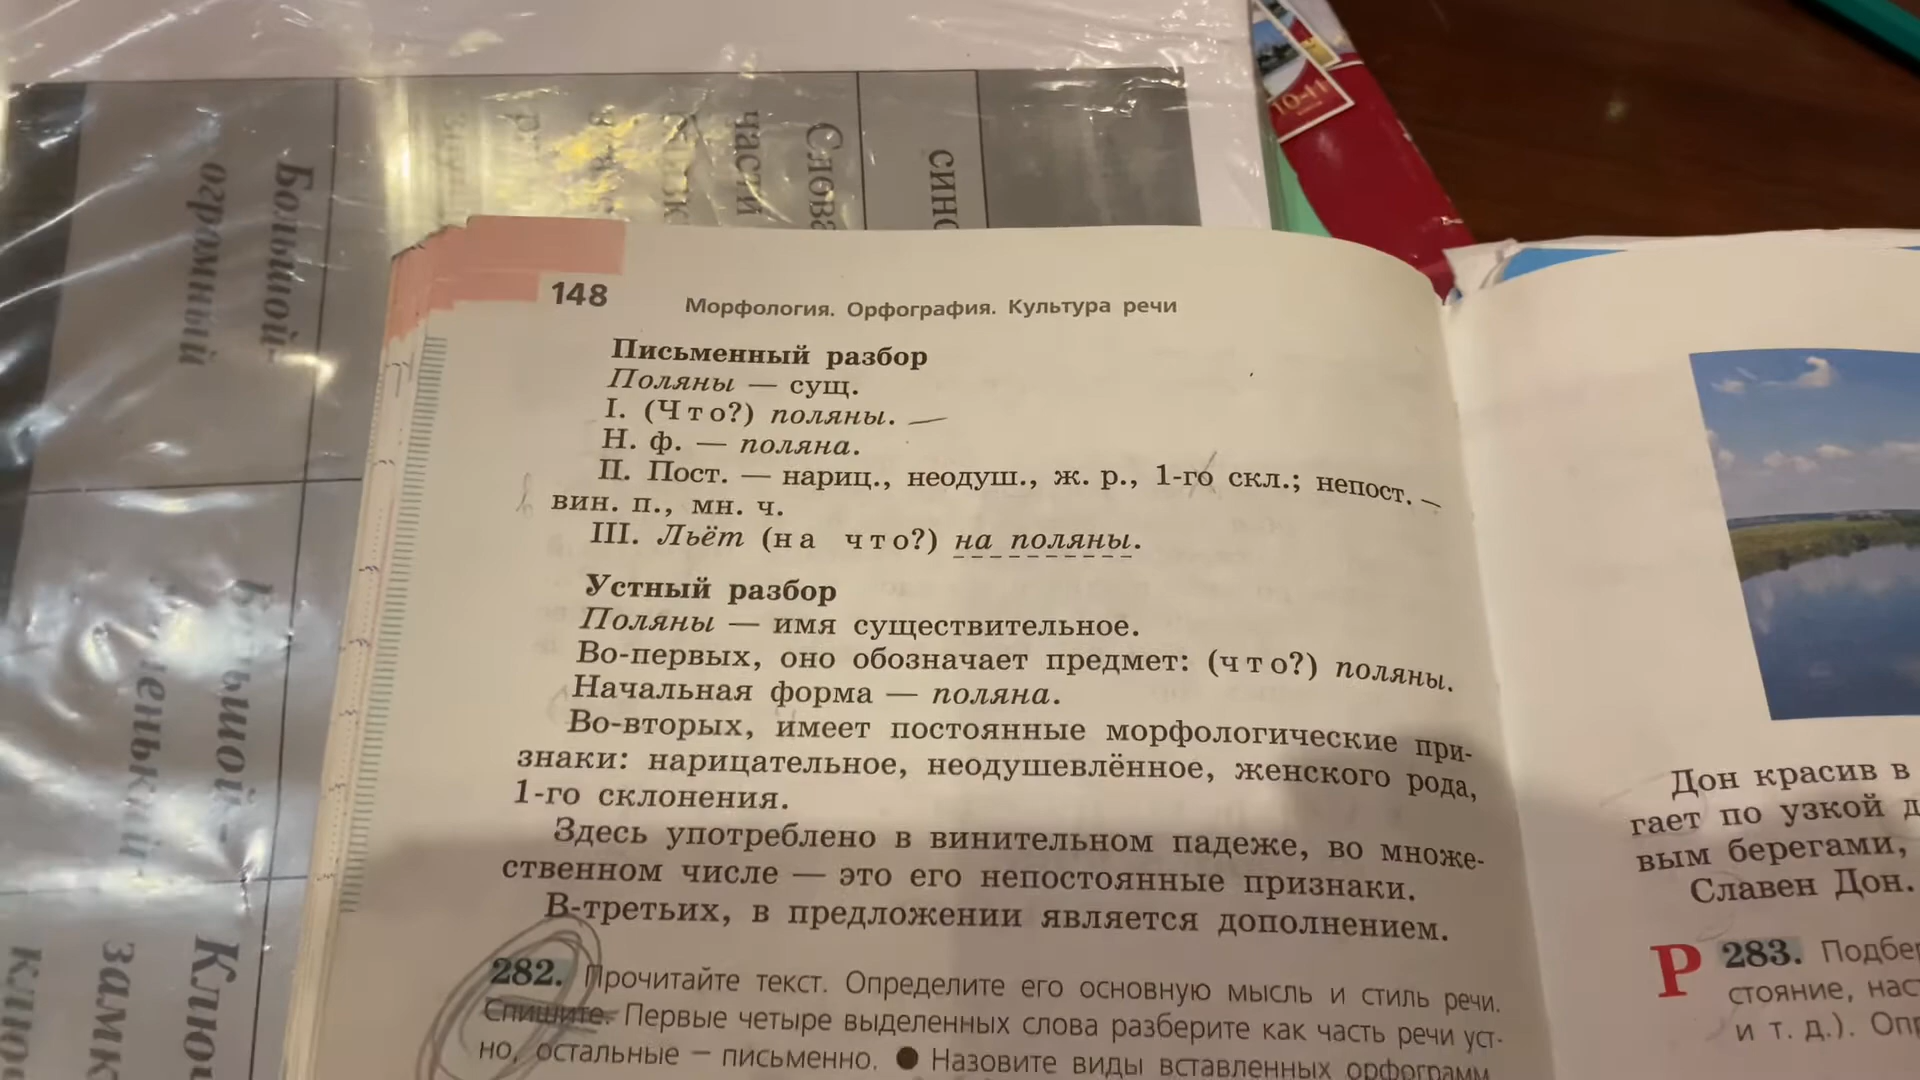 10-11
Большой-
огромный
части
Слова
синс
ленький
Ключ
замк
148
Морфология. Орфография. Культура речи
Письменный разбор
Поляны — сущ.
I. (Что?) поляны.
Н. ф. — поляна.
II. Пост. — нариц., неодуш., ж. р., 1-го скл.; непост. —
вин. п., мн. ч.
III. Льёт (на что?) на поляны.
Устный разбор
Поляны — имя существительное.
Во-первых, оно обозначает предмет: (что?) поляны.
Начальная форма — поляна.
Во-вторых, имеет постоянные морфологические при-
знаки: нарицательное, неодушевлённое, женского рода,
1-го склонения.
Здесь употреблено в винительном падеже, во множе-
ственном числе — это его непостоянные признаки.
В-третьих, в предложении является дополнением.
282. Прочитайте текст. Определите его основную мысль и стиль речи.
Спишите. Первые четыре выделенных слова разберите как часть речи уст-
но, остальные — письменно. ● Назовите виды вставленных орфограмм.
Дон красив в
гает по узкой д
вым берегами,
Славен Дон.
Р 283. Подбер
стояние, нас
и т. д.). Опр